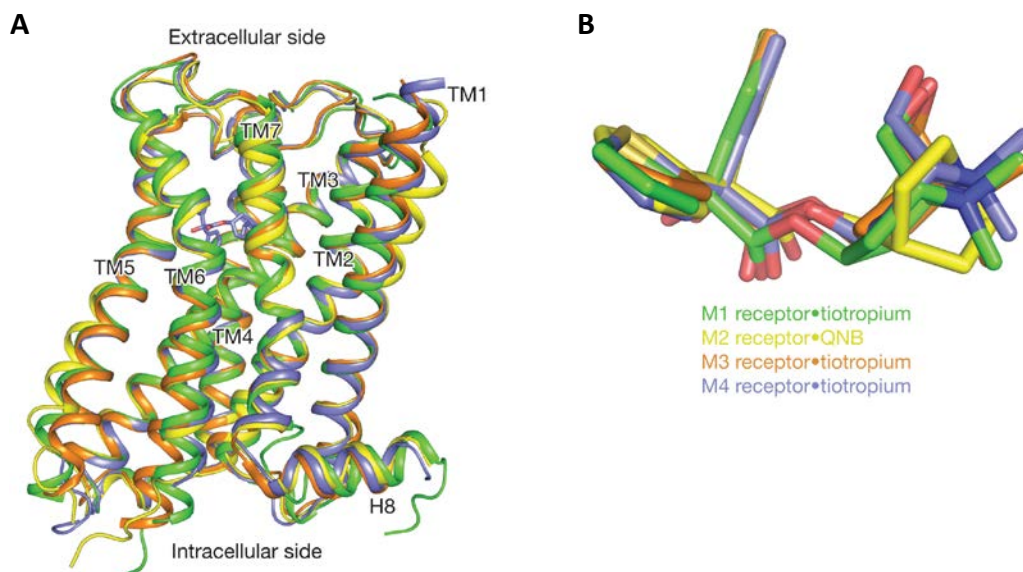 A
Extracellular side
TM1
TM7
TM3
TM5
TM6
TM2
TM4
H8
Intracellular side
B
M1 receptor•tiotropium
M2 receptor•QNB
M3 receptor•tiotropium
M4 receptor•tiotropium